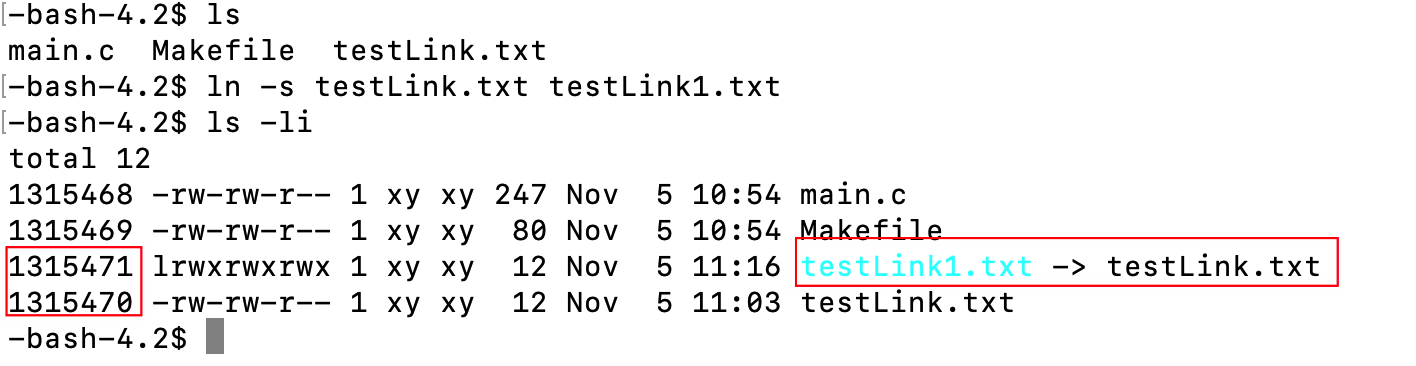 [-bash-4.2$ ls
main.c  Makefile  testLink.txt
[-bash-4.2$ ln -s testLink.txt testLink1.txt
[-bash-4.2$ ls -li
total 12
1315468 -rw-rw-r-- 1 xy xy 247 Nov  5 10:54 main.c
1315469 -rw-rw-r-- 1 xy xy  80 Nov  5 10:54 Makefile
1315471 lrwxrwxrwx 1 xy xy  12 Nov  5 11:16 testLink1.txt -> testLink.txt
1315470 -rw-rw-r-- 1 xy xy  12 Nov  5 11:03 testLink.txt
-bash-4.2$